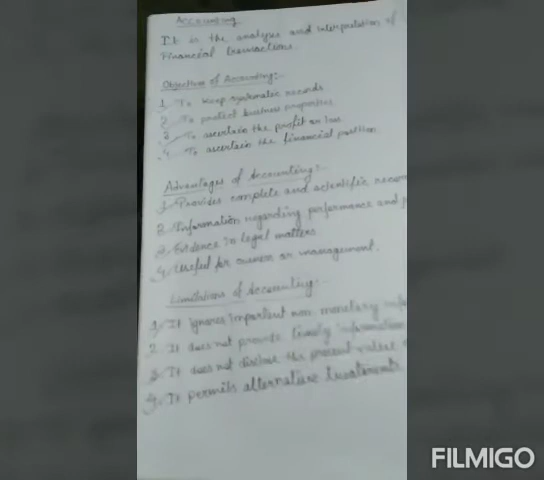 Accounting
It is the analysis and interpretation of
Financial transactions
Objectives of Accounting:-
1. To keep systematic records
2. To protect business properties
3. To ascertain the profit or loss
4. To ascertain the financial position
Advantages of Accounting:-
1. Provides complete and scientific
2. Information regarding performance and
3. Evidence in legal matters
4. Useful for owners or management.
Limitations of Accounting:-
1. It ignores important non monetary
2. It does not provide timely information
3. It does not disclose the present value
4. It permits alternative treatments
FILMIGO